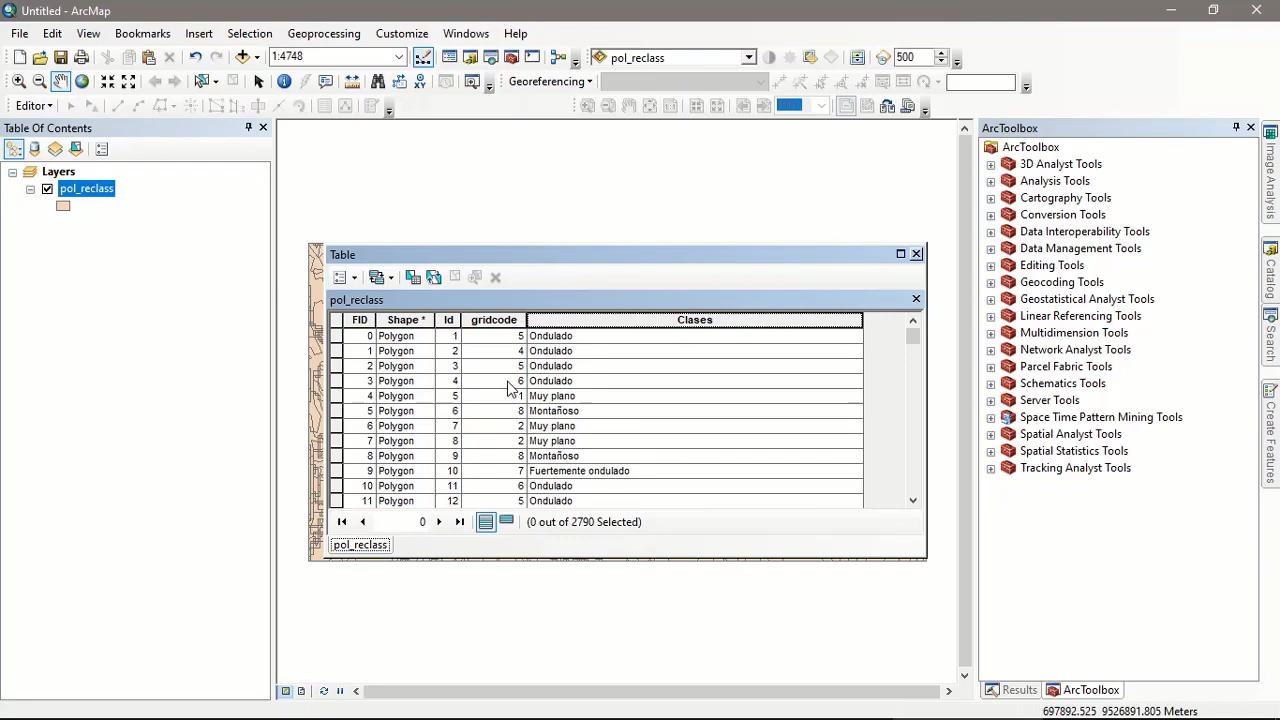 Untitled - ArcMap
File Edit View Bookmarks Insert Selection Geoprocessing Customize Windows Help
1:4748 pol_reclass 500
Georeferencing
Editor
Table Of Contents
Layers
pol_reclass
Table
pol_reclass
FID Shape * Id gridcode Clases
0 Polygon 1 5 Ondulado
1 Polygon 2 4 Ondulado
2 Polygon 3 5 Ondulado
3 Polygon 4 6 Ondulado
4 Polygon 5 1 Muy plano
5 Polygon 6 8 Montañoso
6 Polygon 7 2 Muy plano
7 Polygon 8 2 Muy plano
8 Polygon 9 8 Montañoso
9 Polygon 10 7 Fuertemente ondulado
10 Polygon 11 6 Ondulado
11 Polygon 12 5 Ondulado
0 (0 out of 2790 Selected)
pol_reclass
ArcToolbox
ArcToolbox
3D Analyst Tools
Analysis Tools
Cartography Tools
Conversion Tools
Data Interoperability Tools
Data Management Tools
Editing Tools
Geocoding Tools
Geostatistical Analyst Tools
Linear Referencing Tools
Multidimension Tools
Network Analyst Tools
Parcel Fabric Tools
Schematics Tools
Server Tools
Space Time Pattern Mining Tools
Spatial Analyst Tools
Spatial Statistics Tools
Tracking Analyst Tools
Results ArcToolbox
Image Analysis
Catalog
Search
Create Features
697892.525 9526891.805 Meters